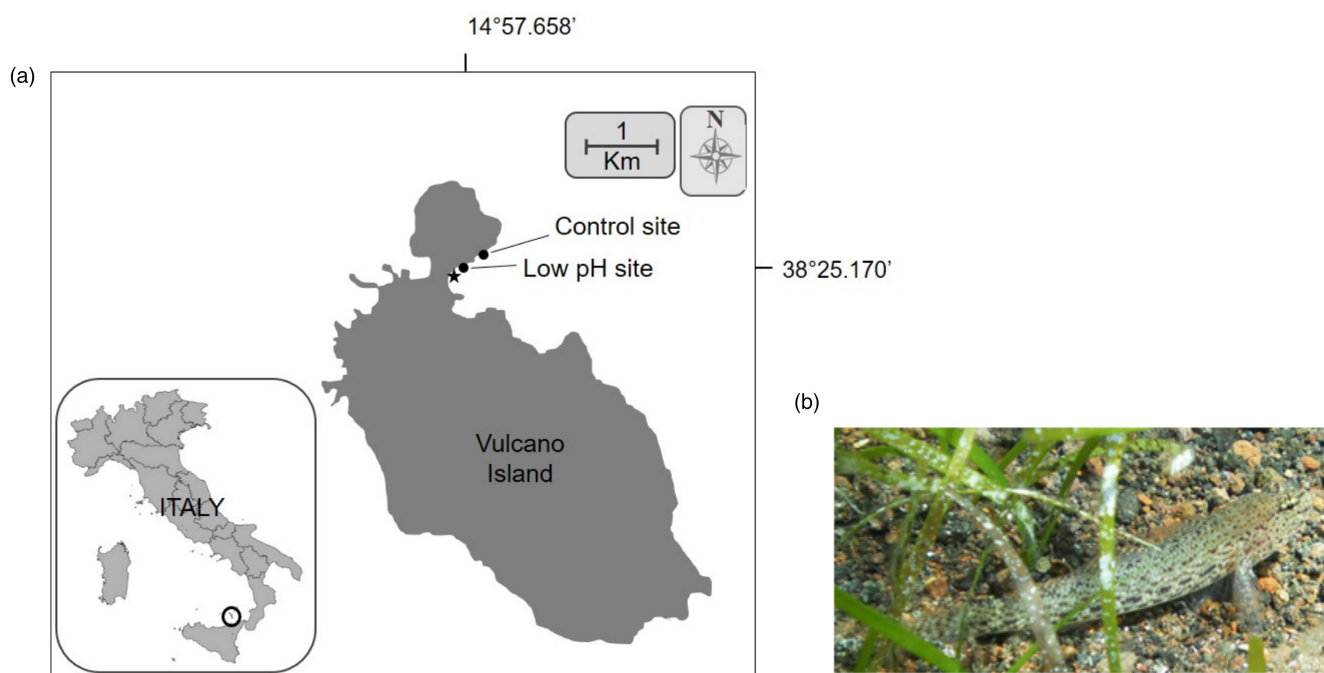 14°57.658’
(a)
N
1
Km
Control site
Low pH site
38°25.170’
Vulcano
Island
(b)
ITALY